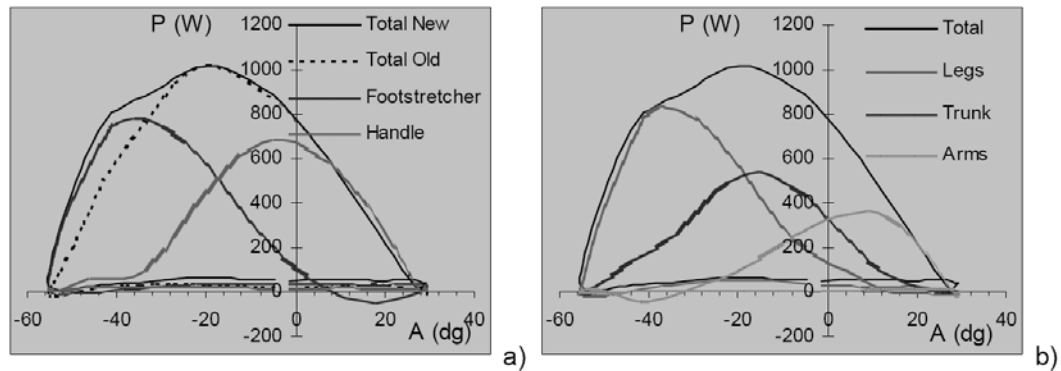 P (W)
1200
1000
800
600
400
200
0
-200
-60
-40
-20
0
20
40
A (dg)
Total New
Total Old
Footstretcher
Handle
a)
P (W)
1200
1000
800
600
400
200
0
-200
-60
-40
-20
0
20
40
A (dg)
Total
Legs
Trunk
Arms
b)